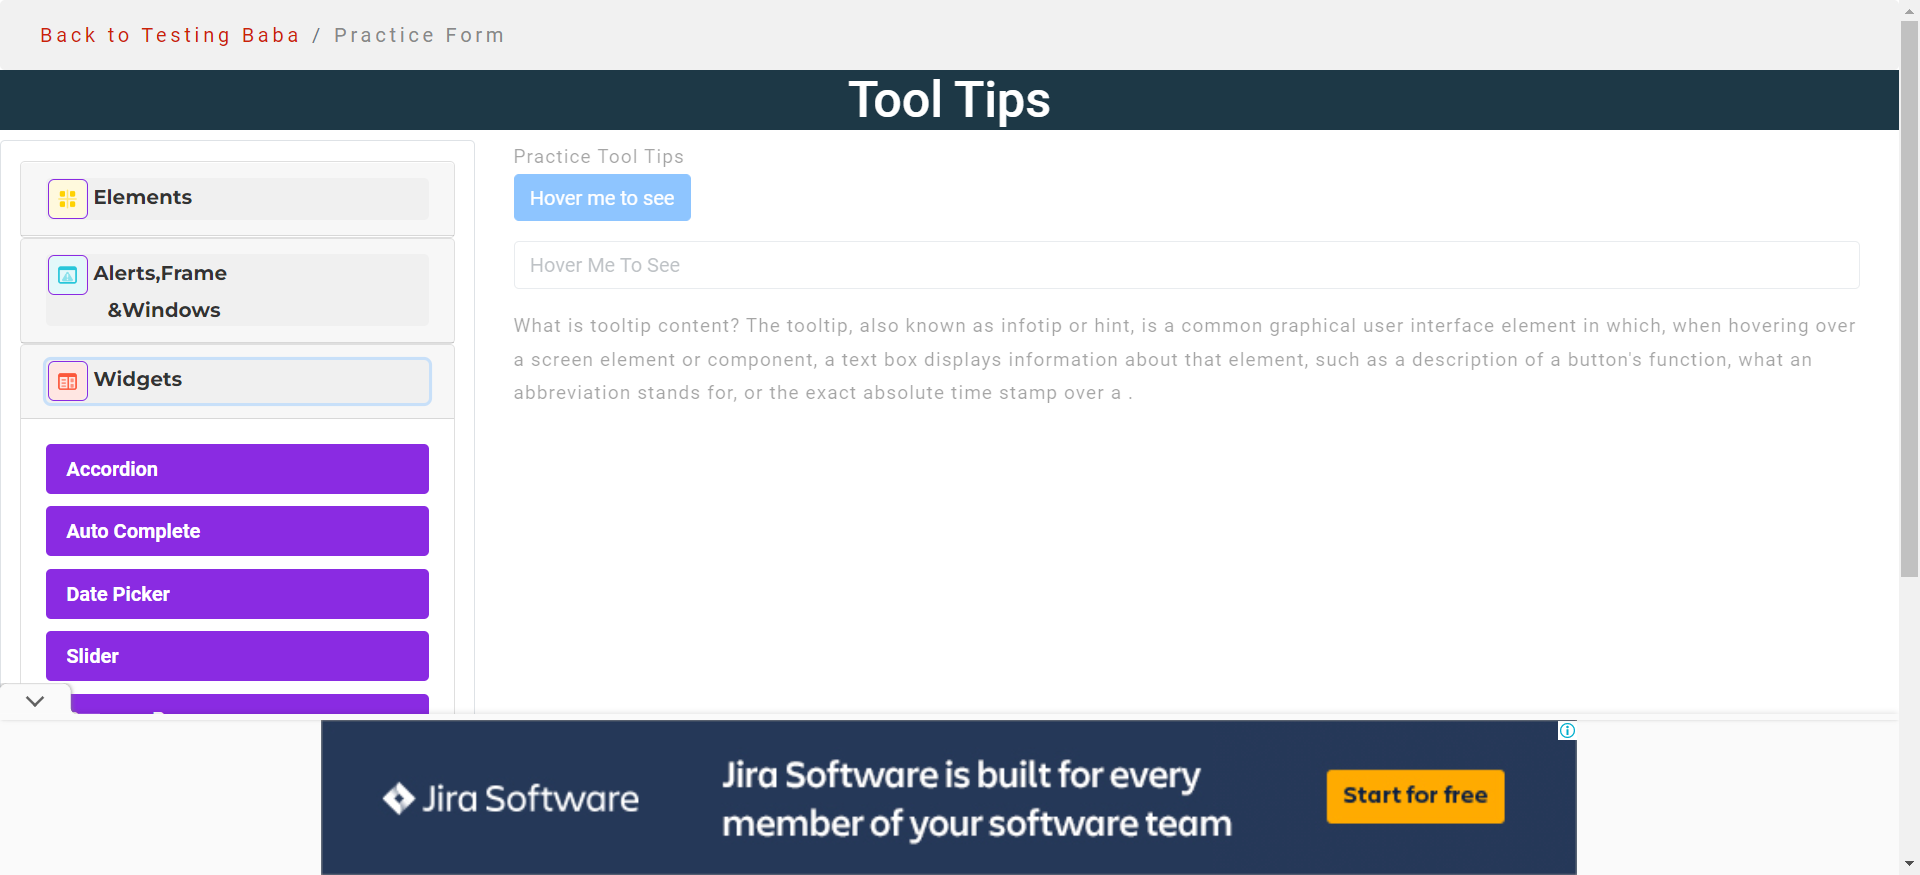 Back to Testing Baba / Practice Form
Tool Tips
Elements
Alerts,Frame
&Windows
Widgets
Accordion
Auto Complete
Date Picker
Slider
Practice Tool Tips
Hover me to see
Hover Me To See
What is tooltip content? The tooltip, also known as infotip or hint, is a common graphical user interface element in which, when hovering over
a screen element or component, a text box displays information about that element, such as a description of a button's function, what an
abbreviation stands for, or the exact absolute time stamp over a .
Jira Software
Jira Software is built for every
member of your software team
Start for free